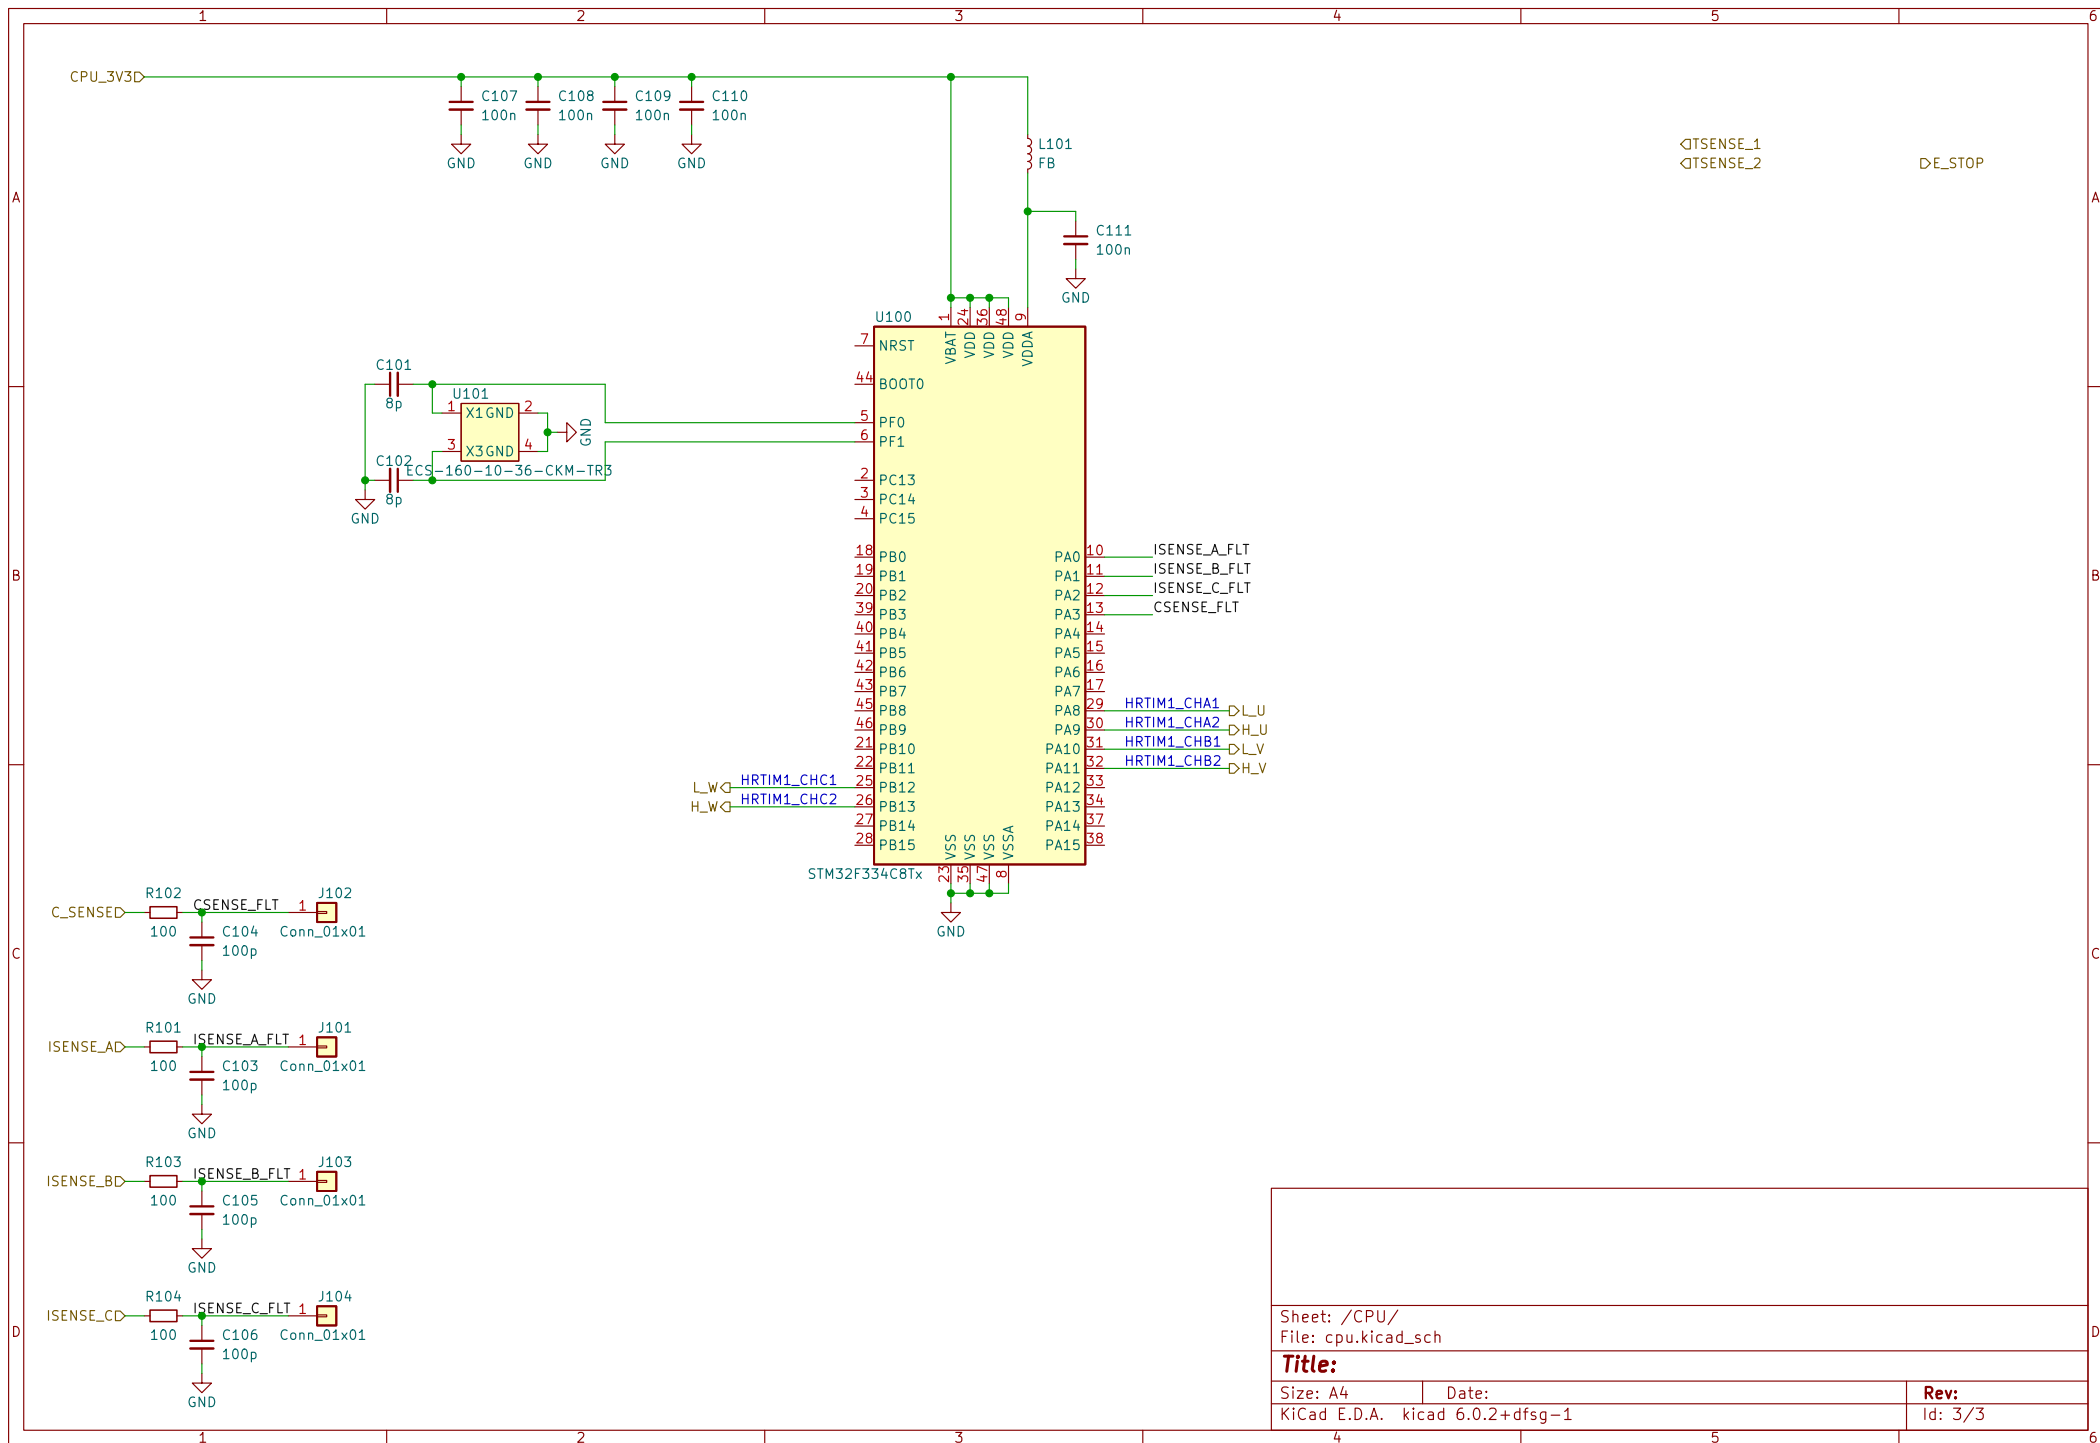 1 2 3 4 5 6
CPU_3V3
C107
100n
GND
C108
100n
GND
C109
100n
GND
C110
100n
GND
L101
FB
TSENSE_1
TSENSE_2
E_STOP
A A
C111
100n
GND
U100
1 24 36 48 9
VBAT VDD VDD VDD VDDA
7 NRST
44 BOOT0
5 PF0
6 PF1
2 PC13
3 PC14
4 PC15
18 PB0
19 PB1
20 PB2
39 PB3
40 PB4
41 PB5
42 PB6
43 PB7
45 PB8
46 PB9
21 PB10
22 PB11
25 PB12
26 PB13
27 PB14
28 PB15
PA0 10 ISENSE_A_FLT
PA1 11 ISENSE_B_FLT
PA2 12 ISENSE_C_FLT
PA3 13 CSENSE_FLT
PA4 14
PA5 15
PA6 16
PA7 17
PA8 29 HRTIM1_CHA1 L_U
PA9 30 HRTIM1_CHA2 H_U
PA10 31 HRTIM1_CHB1 L_V
PA11 32 HRTIM1_CHB2 H_V
PA12 33
PA13 34
PA14 37
PA15 38
L_W HRTIM1_CHC1
H_W HRTIM1_CHC2
VSS VSS VSS VSSA
23 35 47 8
STM32F334C8Tx
GND
C101
8p
U101
1 X1 GND 2
3 X3 GND 4
GND
C102
8p
ECS-160-10-36-CKM-TR3
GND
B B
R102
C_SENSE
100
CSENSE_FLT
C104
100p
GND
J102
1
Conn_01x01
C C
R101
ISENSE_A
100
ISENSE_A_FLT
C103
100p
GND
J101
1
Conn_01x01
R103
ISENSE_B
100
ISENSE_B_FLT
C105
100p
GND
J103
1
Conn_01x01
R104
ISENSE_C
100
ISENSE_C_FLT
C106
100p
GND
J104
1
Conn_01x01
D D
Sheet: /CPU/
File: cpu.kicad_sch
Title:
Size: A4 Date: Rev:
KiCad E.D.A. kicad 6.0.2+dfsg-1 Id: 3/3
1 2 3 4 5 6